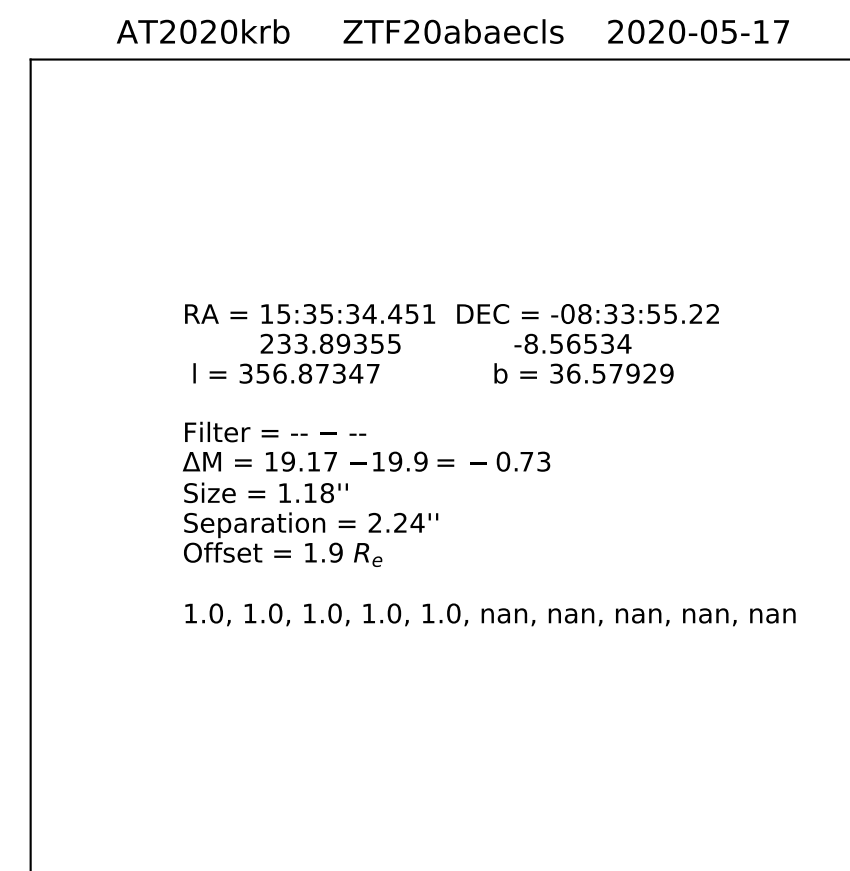 AT2020krb ZTF20abaecls 2020-05-17
RA = 15:35:34.451 DEC = -08:33:55.22
233.89355 -8.56534
l = 356.87347 b = 36.57929
Filter = -- − --
ΔM = 19.17 −19.9 = −0.73
Size = 1.18''
Separation = 2.24''
Offset = 1.9 Rₑ
1.0, 1.0, 1.0, 1.0, 1.0, nan, nan, nan, nan, nan